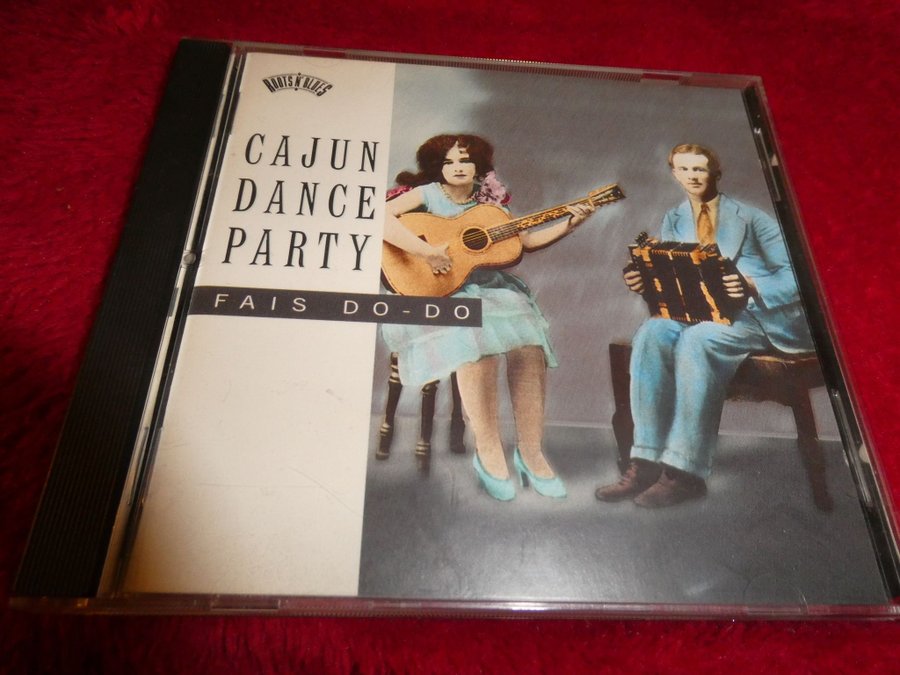 ROOTS N' BLUES
CAJUN
DANCE
PARTY
FAIS DO-DO